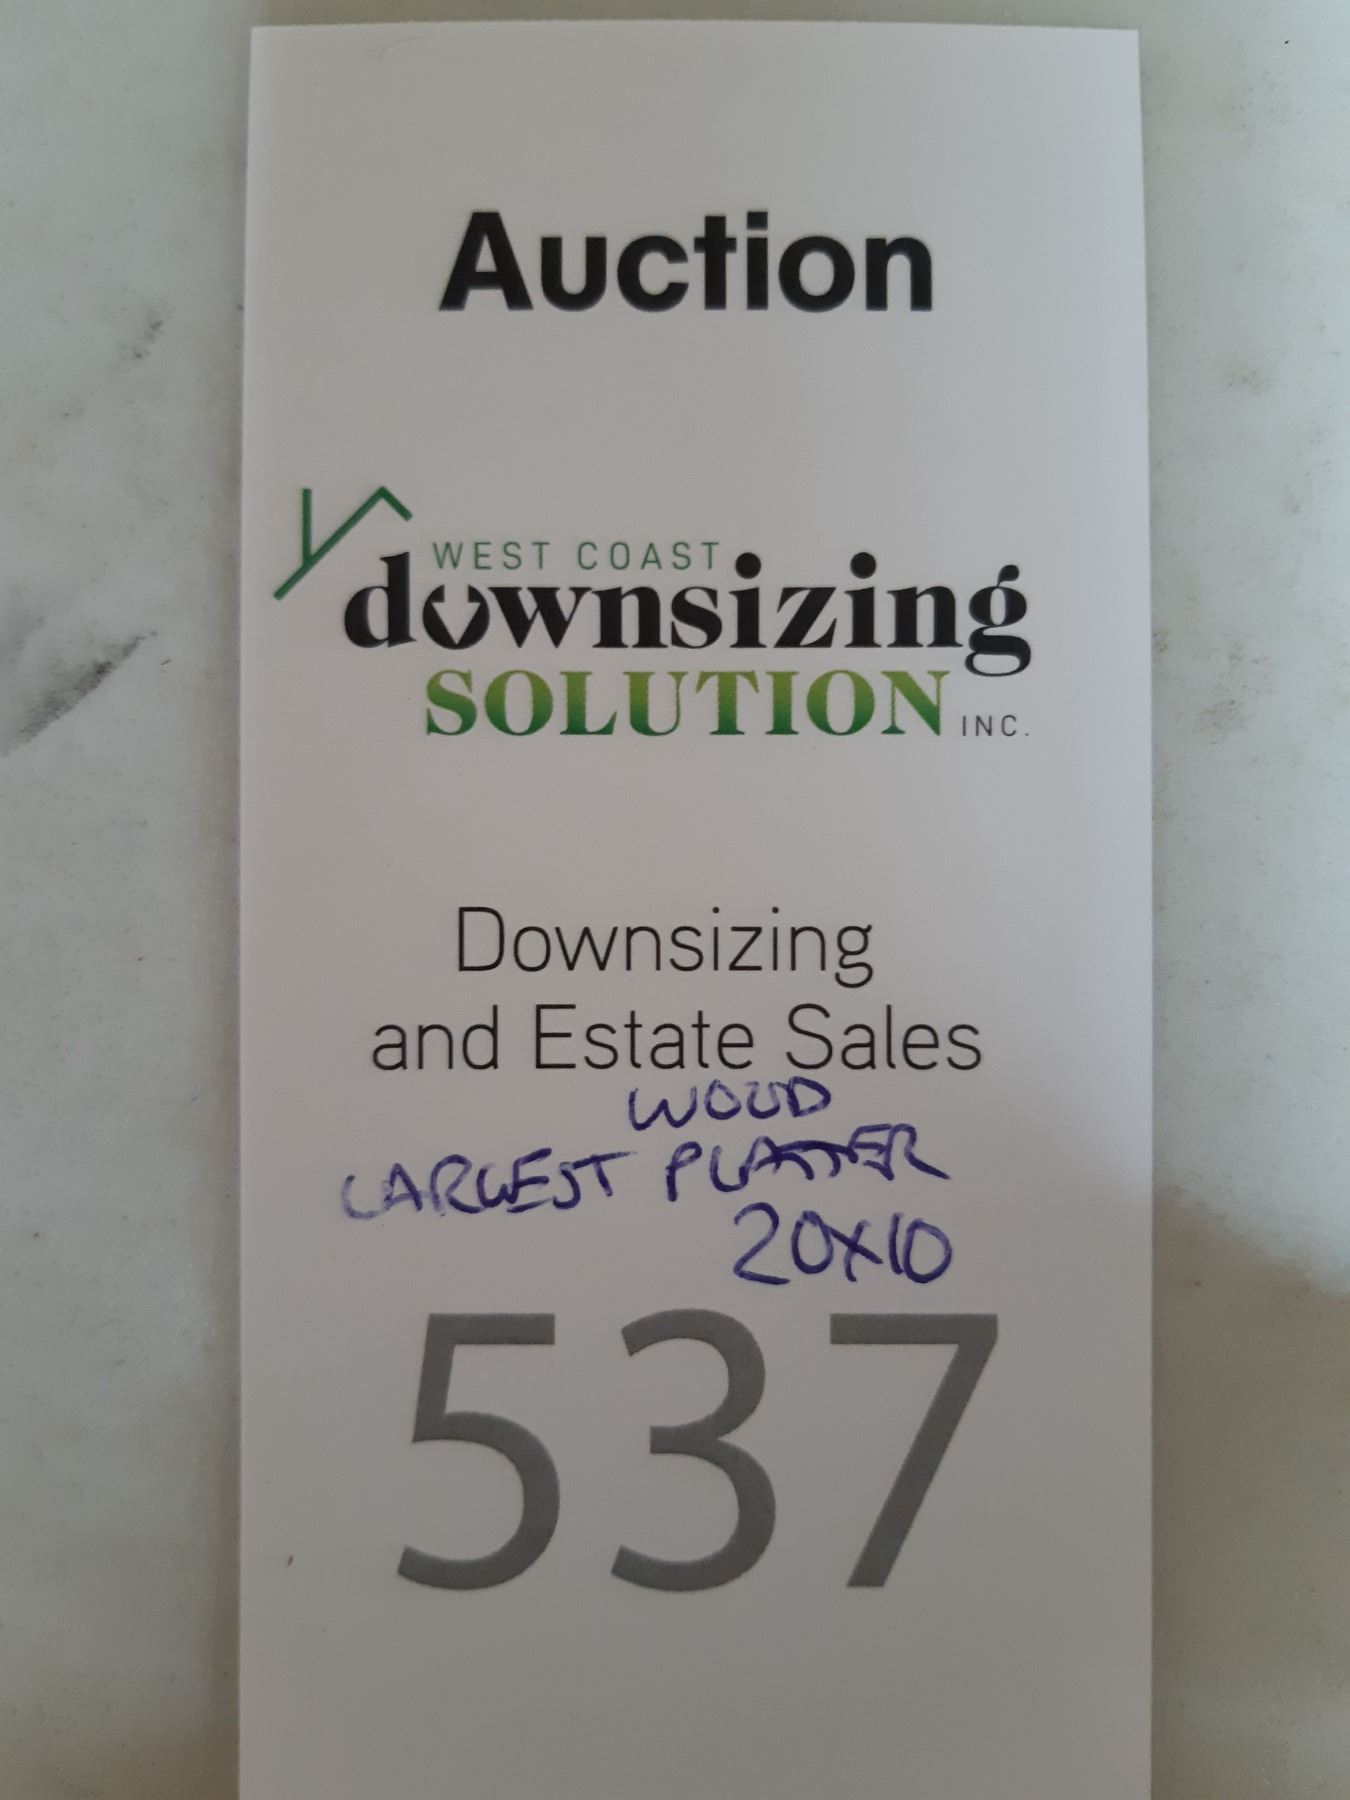 Auction
WEST COAST
downsizing
SOLUTION INC.
Downsizing
and Estate Sales
WOOD
LARGEST PLATTER
20X10
537